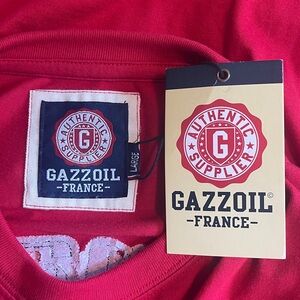 AUTHENTIC
G
SUPPLIER
GAZZOIL
-FRANCE-
LARGE
AUTHENTIC
G
SUPPLIER
GAZZOIL©
-FRANCE-